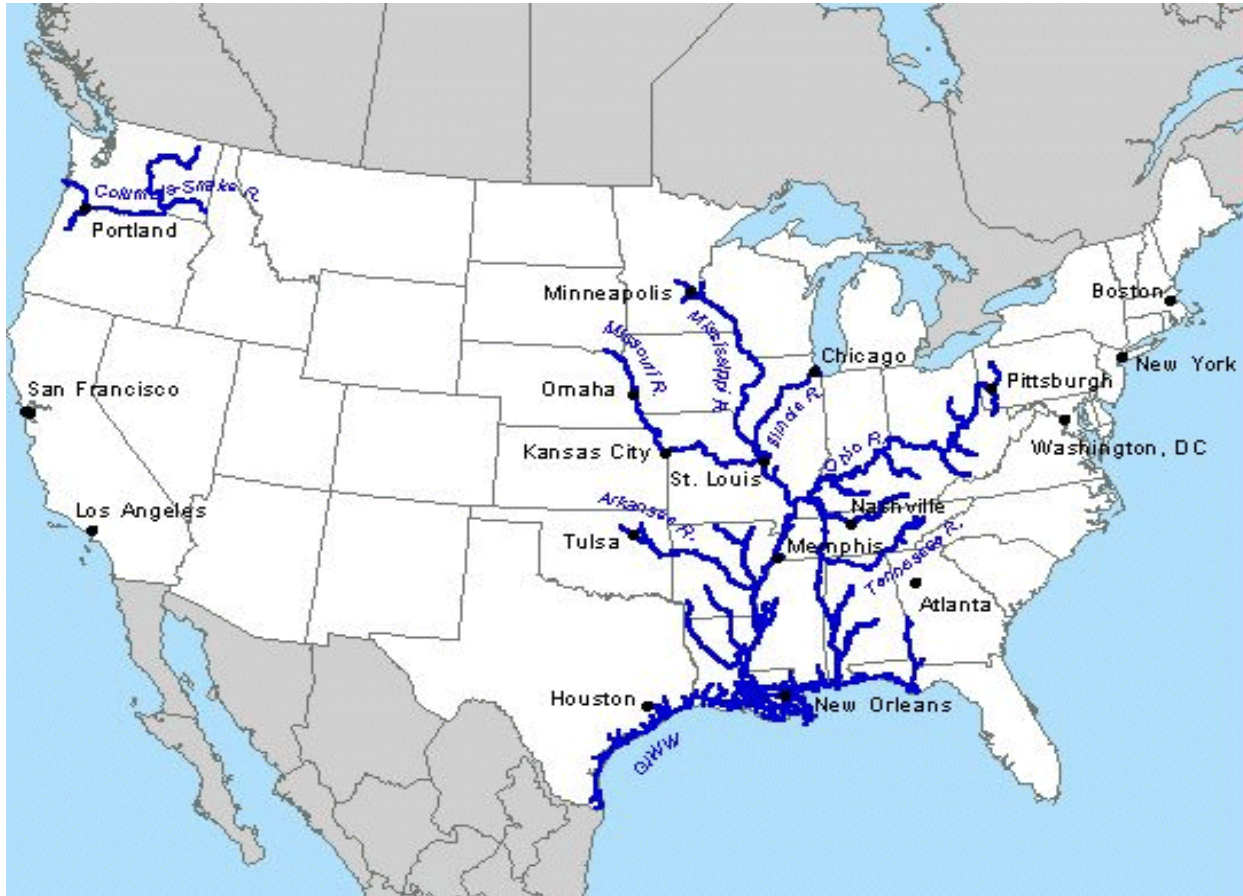 Columbia-Snake R.
Portland
Minneapolis
Boston
Missouri R.
Mississippi R.
Chicago
New York
San Francisco
Omaha
Illinois R.
Pittsburgh
Washington, DC
Kansas City
St. Louis
Ohio R.
Los Angeles
Arkansas R.
Nashville
Tulsa
Memphis
Tennessee R.
Atlanta
Houston
New Orleans
GIWW